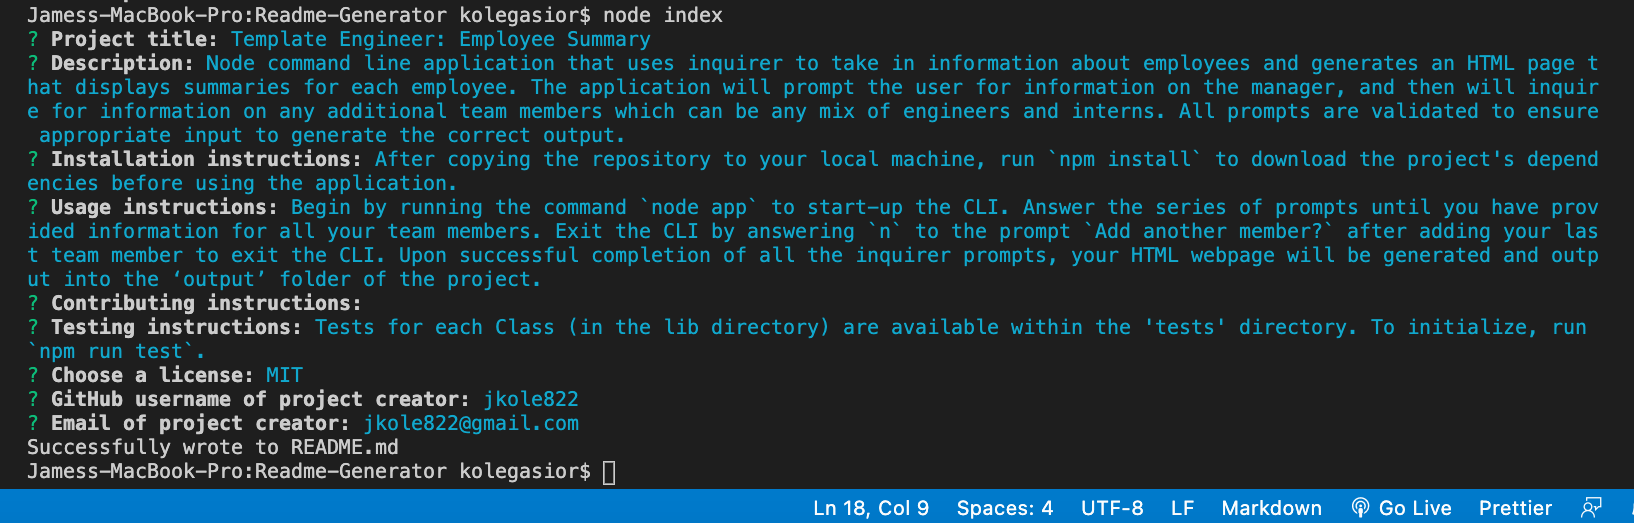 Jamess-MacBook-Pro:Readme-Generator kolegasior$ node index
? Project title: Template Engineer: Employee Summary
? Description: Node command line application that uses inquirer to take in information about employees and generates an HTML page t
hat displays summaries for each employee. The application will prompt the user for information on the manager, and then will inquir
e for information on any additional team members which can be any mix of engineers and interns. All prompts are validated to ensure
 appropriate input to generate the correct output.
? Installation instructions: After copying the repository to your local machine, run `npm install` to download the project's depend
encies before using the application.
? Usage instructions: Begin by running the command `node app` to start-up the CLI. Answer the series of prompts until you have prov
ided information for all your team members. Exit the CLI by answering `n` to the prompt `Add another member?` after adding your las
t team member to exit the CLI. Upon successful completion of all the inquirer prompts, your HTML webpage will be generated and outp
ut into the ‘output’ folder of the project.
? Contributing instructions:
? Testing instructions: Tests for each Class (in the lib directory) are available within the 'tests' directory. To initialize, run
`npm run test`.
? Choose a license: MIT
? GitHub username of project creator: jkole822
? Email of project creator: jkole822@gmail.com
Successfully wrote to README.md
Jamess-MacBook-Pro:Readme-Generator kolegasior$
Ln 18, Col 9 Spaces: 4 UTF-8 LF Markdown Go Live Prettier